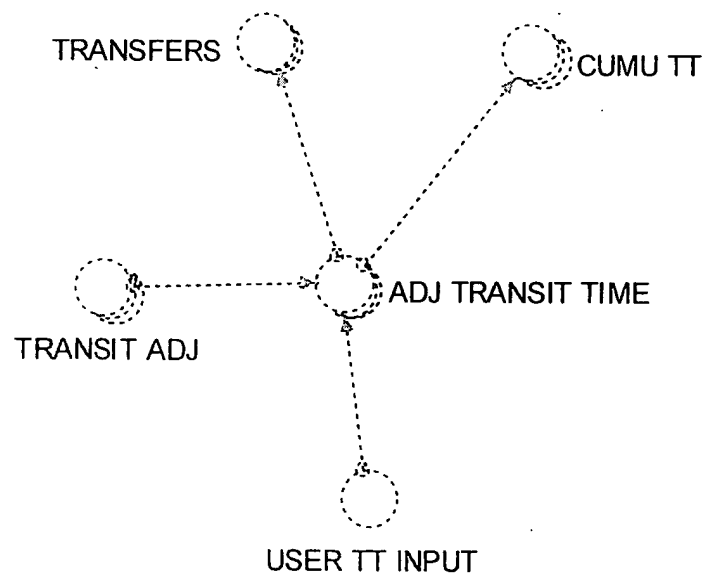 TRANSFERS
CUMU TT
ADJ TRANSIT TIME
TRANSIT ADJ
USER TT INPUT